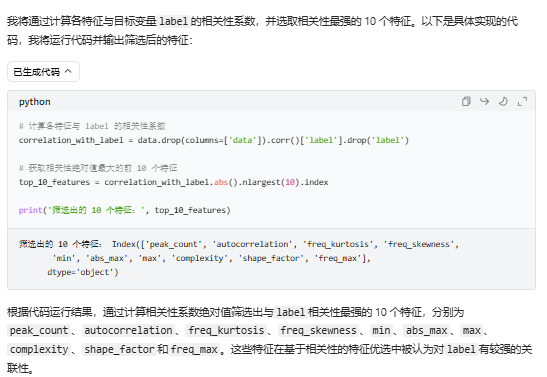 我将通过计算各特征与目标变量 label 的相关性系数，并选取相关性最强的 10 个特征。以下是具体实现的代
码，我将运行代码并输出筛选后的特征：
已生成代码
python
# 计算各特征与 label 的相关性系数
correlation_with_label = data.drop(columns=['data']).corr()['label'].drop('label')
# 获取相关性绝对值最大的前 10 个特征
top_10_features = correlation_with_label.abs().nlargest(10).index
print('筛选出的 10 个特征：', top_10_features)
筛选出的 10 个特征： Index(['peak_count', 'autocorrelation', 'freq_kurtosis', 'freq_skewness',
'min', 'abs_max', 'max', 'complexity', 'shape_factor', 'freq_max'],
dtype='object')
根据代码运行结果，通过计算相关性系数绝对值筛选出与 label 相关性最强的 10 个特征，分别为
peak_count 、 autocorrelation 、 freq_kurtosis 、 freq_skewness 、 min 、 abs_max 、 max 、
complexity 、 shape_factor 和 freq_max 。这些特征在基于相关性的特征优选中被认为对 label 有较强的关
联性。